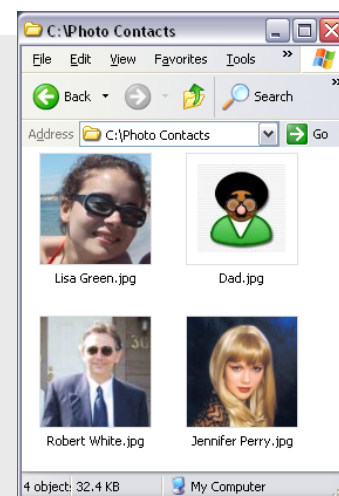 C:\Photo Contacts
File Edit View Favorites Tools »
Back Search »
Address C:\Photo Contacts Go
Lisa Green.jpg Dad.jpg
Robert White.jpg Jennifer Perry.jpg
4 object: 32.4 KB My Computer